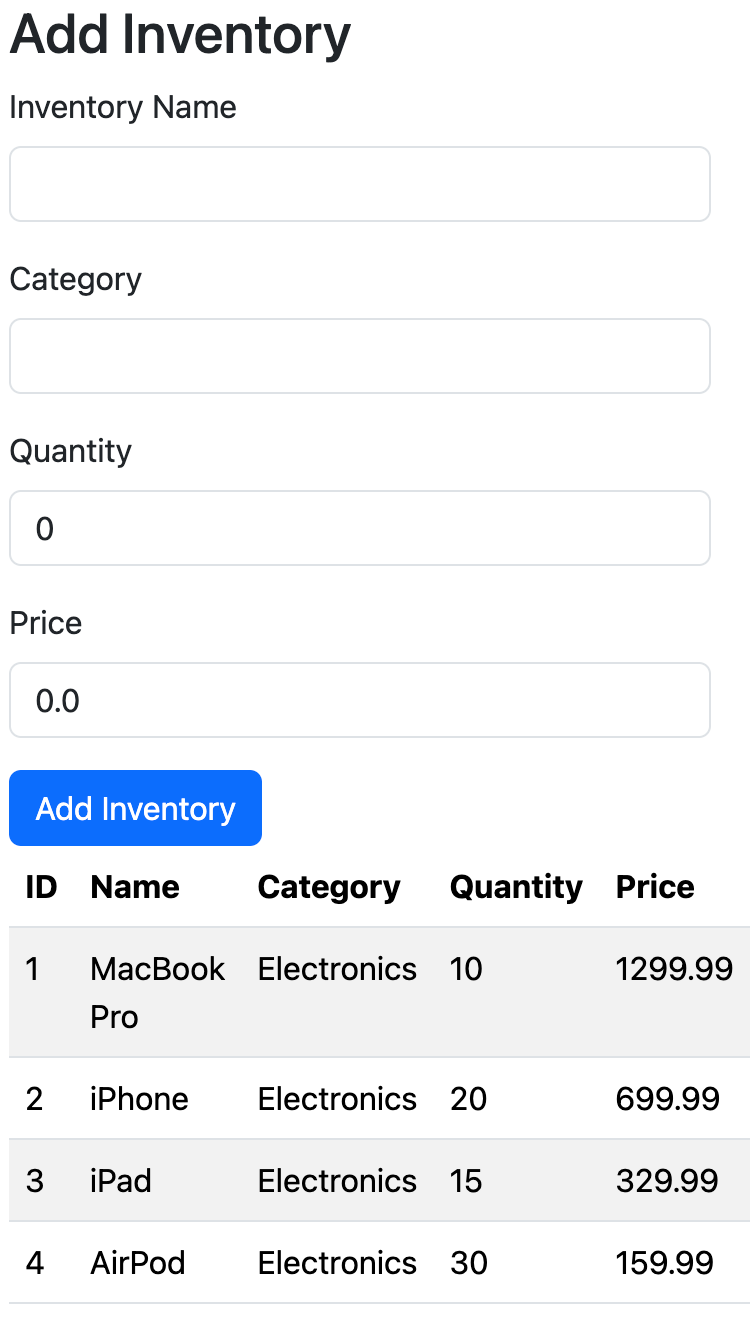 Add Inventory
Inventory Name
Category
Quantity
0
Price
0.0
Add Inventory
ID Name Category Quantity Price
1 MacBook Electronics 10 1299.99
Pro
2 iPhone Electronics 20 699.99
3 iPad Electronics 15 329.99
4 AirPod Electronics 30 159.99